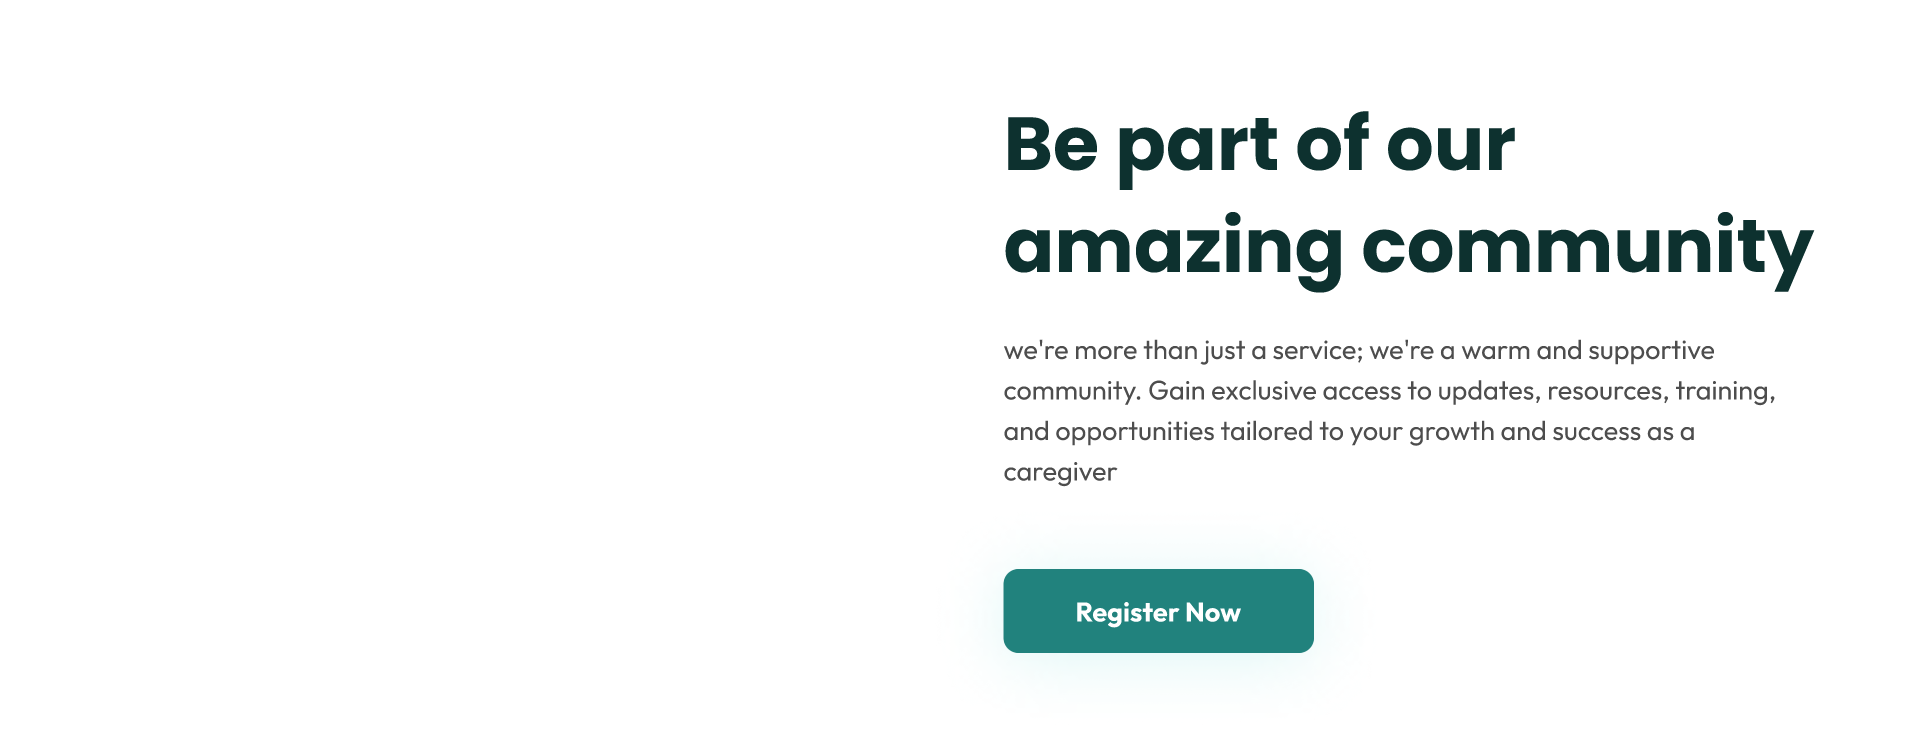 Be part of our
amazing community
we're more than just a service; we're a warm and supportive
community. Gain exclusive access to updates, resources, training,
and opportunities tailored to your growth and success as a
caregiver
Register Now